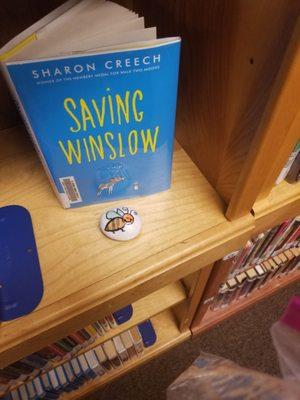 SHARON CREECH
WINNER OF THE NEWBERY MEDAL FOR WALK TWO MOONS
SAVING
WINSLOW